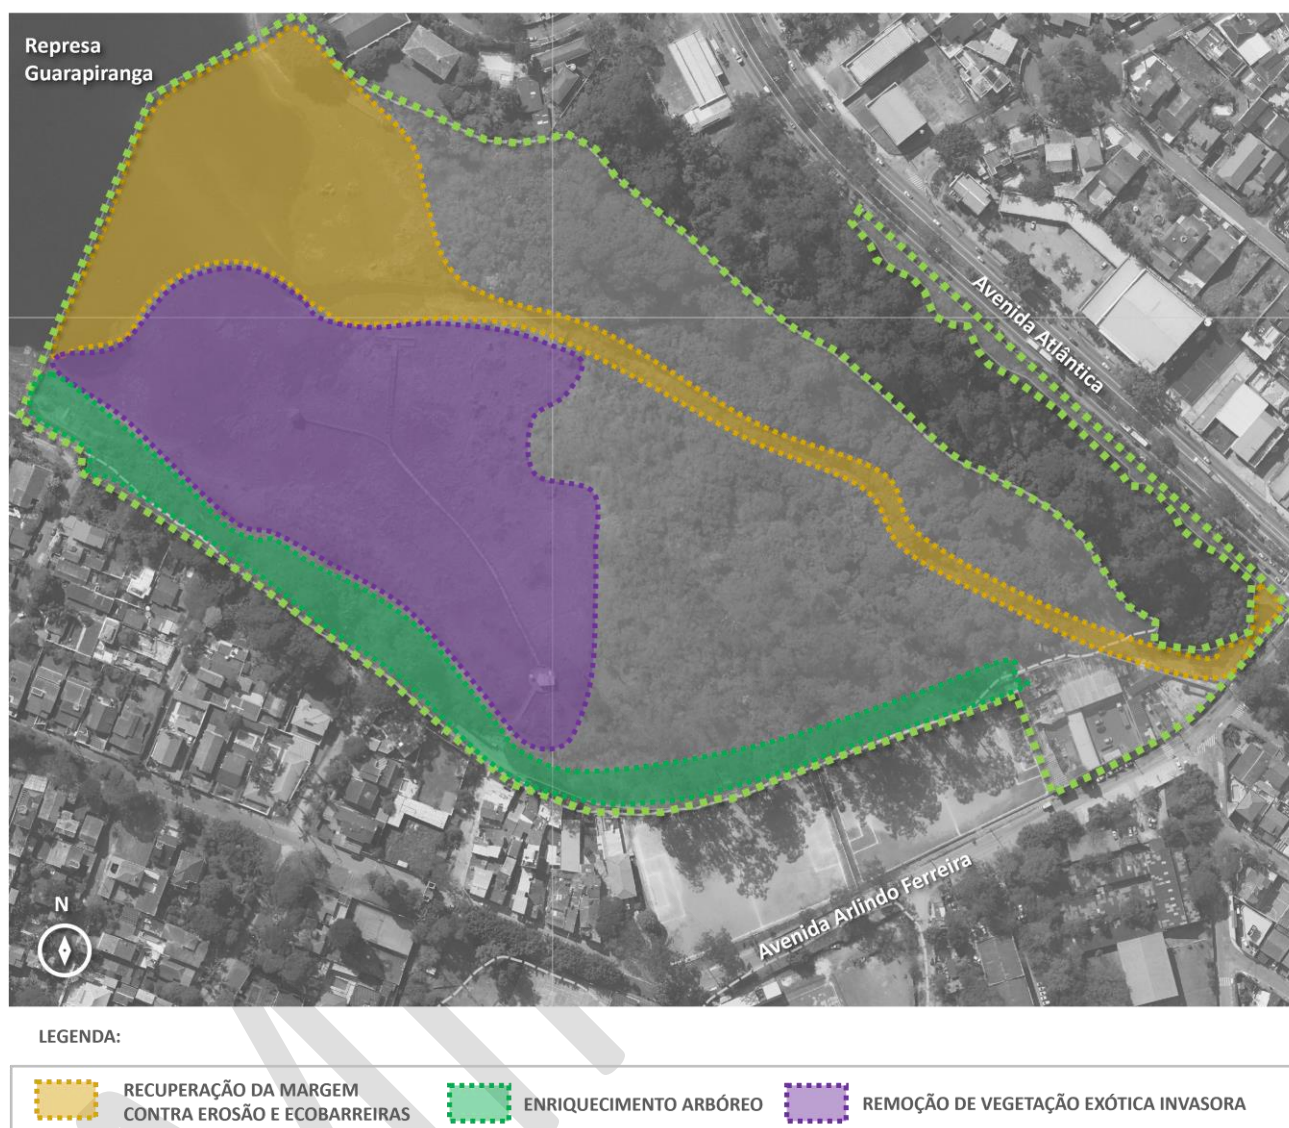 Represa
Guarapiranga
Avenida Atlântica
Avenida Arlindo Ferreira
N
LEGENDA:
RECUPERAÇÃO DA MARGEM
CONTRA EROSÃO E ECOBARREIRAS
ENRIQUECIMENTO ARBÓREO
REMOÇÃO DE VEGETAÇÃO EXÓTICA INVASORA